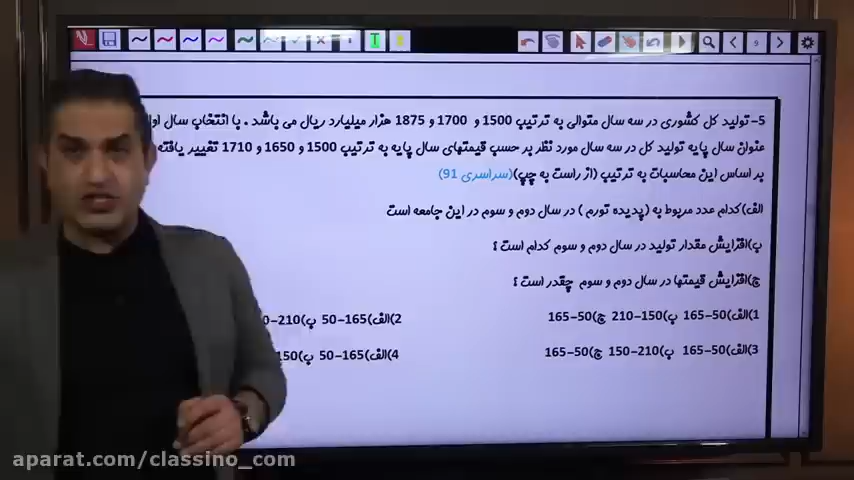 5- تولید کل کشوری در سه سال متوالی به ترتیب 1500 و 1700 و 1875 هزار میلیارد ریال می باشد . با انتخاب سال
عنوان سال پایه تولید کل در سه سال مورد نظر بر حسب قیمتهای سال پایه به ترتیب 1500 و 1650 و 1710 تغییر یافته
بر اساس این محاسبات به ترتیب (از راست به چپ)(سراسری 91)
الف)کدام عدد مربوط به (پدیده تورم ) در سال دوم و سوم در این جامعه است
ب)افزایش مقدار تولید در سال دوم و سوم کدام است ؟
ج)افزایش قیمتها در سال دوم و سوم چقدر است ؟
1)الف)50-165 ب)150-210 ج)50-165
2)الف)165-50 ب)210-
3)الف)50-165 ب)210-150 ج)50-165
4)الف)165-50 ب)150
aparat.com/classino_com